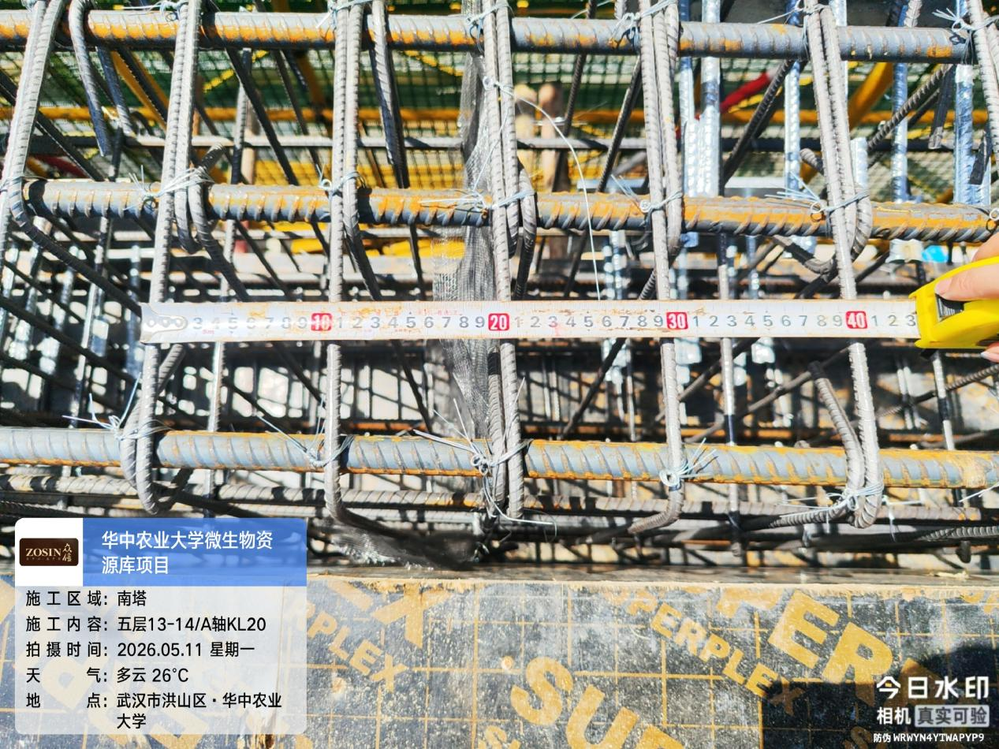 3 4 5 6 7 8 9 10 1 2 3 4 5 6 7 8 9 20 1 2 3 4 5 6 7 8 9 30 1 2 3 4 5 6 7 8 9 40 1 2 3
ZOSIN 众信
华中农业大学微生物资
源库项目
施工区域：南塔
施工内容：五层13-14/A轴KL20
拍摄时间：2026.05.11 星期一
天气：多云 26°C
地点：武汉市洪山区·华中农业
大学
PLEX
SUP
SUPERPLEX
PER
今日水印
相机 真实可验
防伪 WRWYN4YTWAPYP9